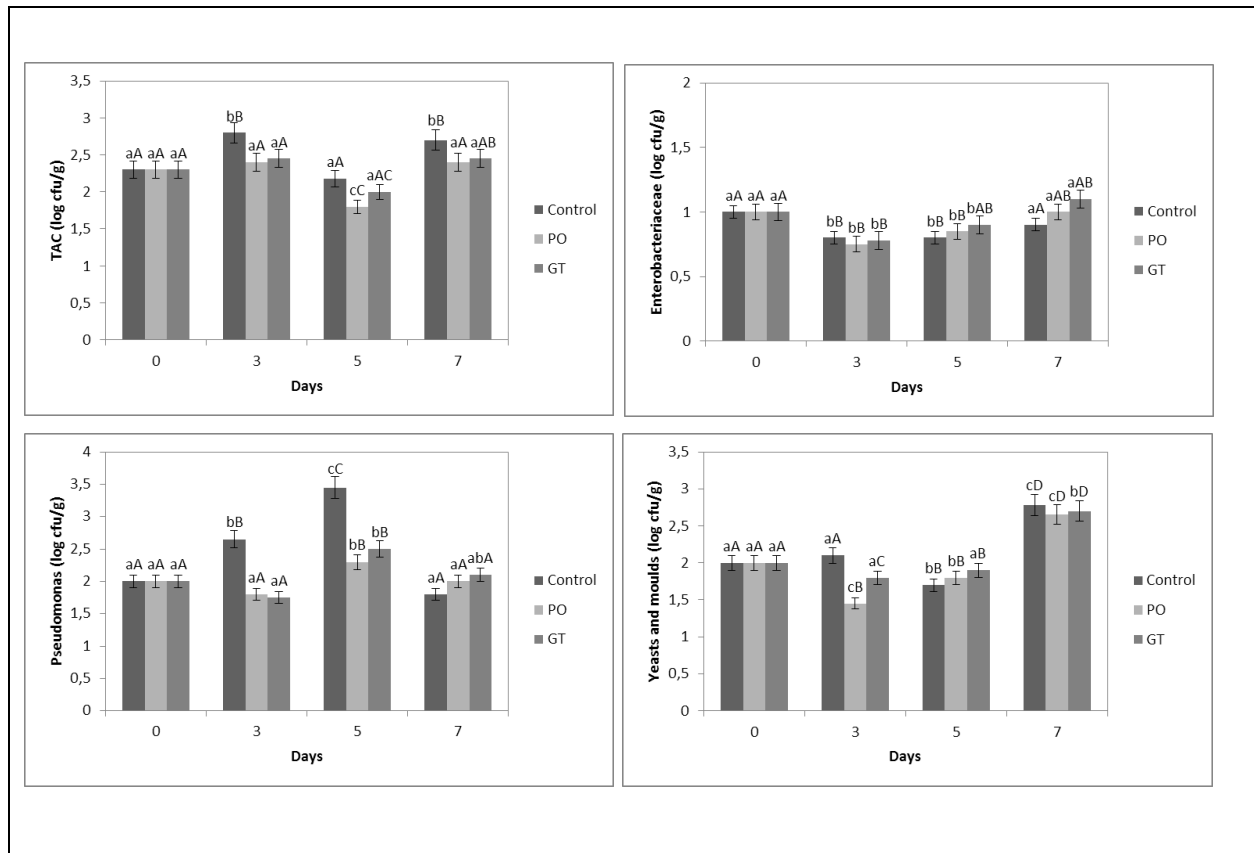 TAC (log cfu/g)
3,5
3
2,5
2
1,5
1
0,5
0
aA aA aA
bB
aA aA
aA
cC
aAC
bB
aA aAB
0 3 5 7
Days
Control
PO
GT
Enterobacteriaceae (log cfu/g)
2
1,5
1
0,5
0
aA aA aA
bB bB bB
bB bB bAB
aA
aAB
aAB
0 3 5 7
Days
Control
PO
GT
Pseudomonas (log cfu/g)
4
3,5
3
2,5
2
1,5
1
0,5
0
aA aA aA
bB
aA aA
cC
bB
bB
aA
aA
abA
0 3 5 7
Days
Control
PO
GT
Yeasts and moulds (log cfu/g)
3,5
3
2,5
2
1,5
1
0,5
0
aA aA aA
aA
cB
aC
bB bB aB
cD cD bD
0 3 5 7
Days
Control
PO
GT